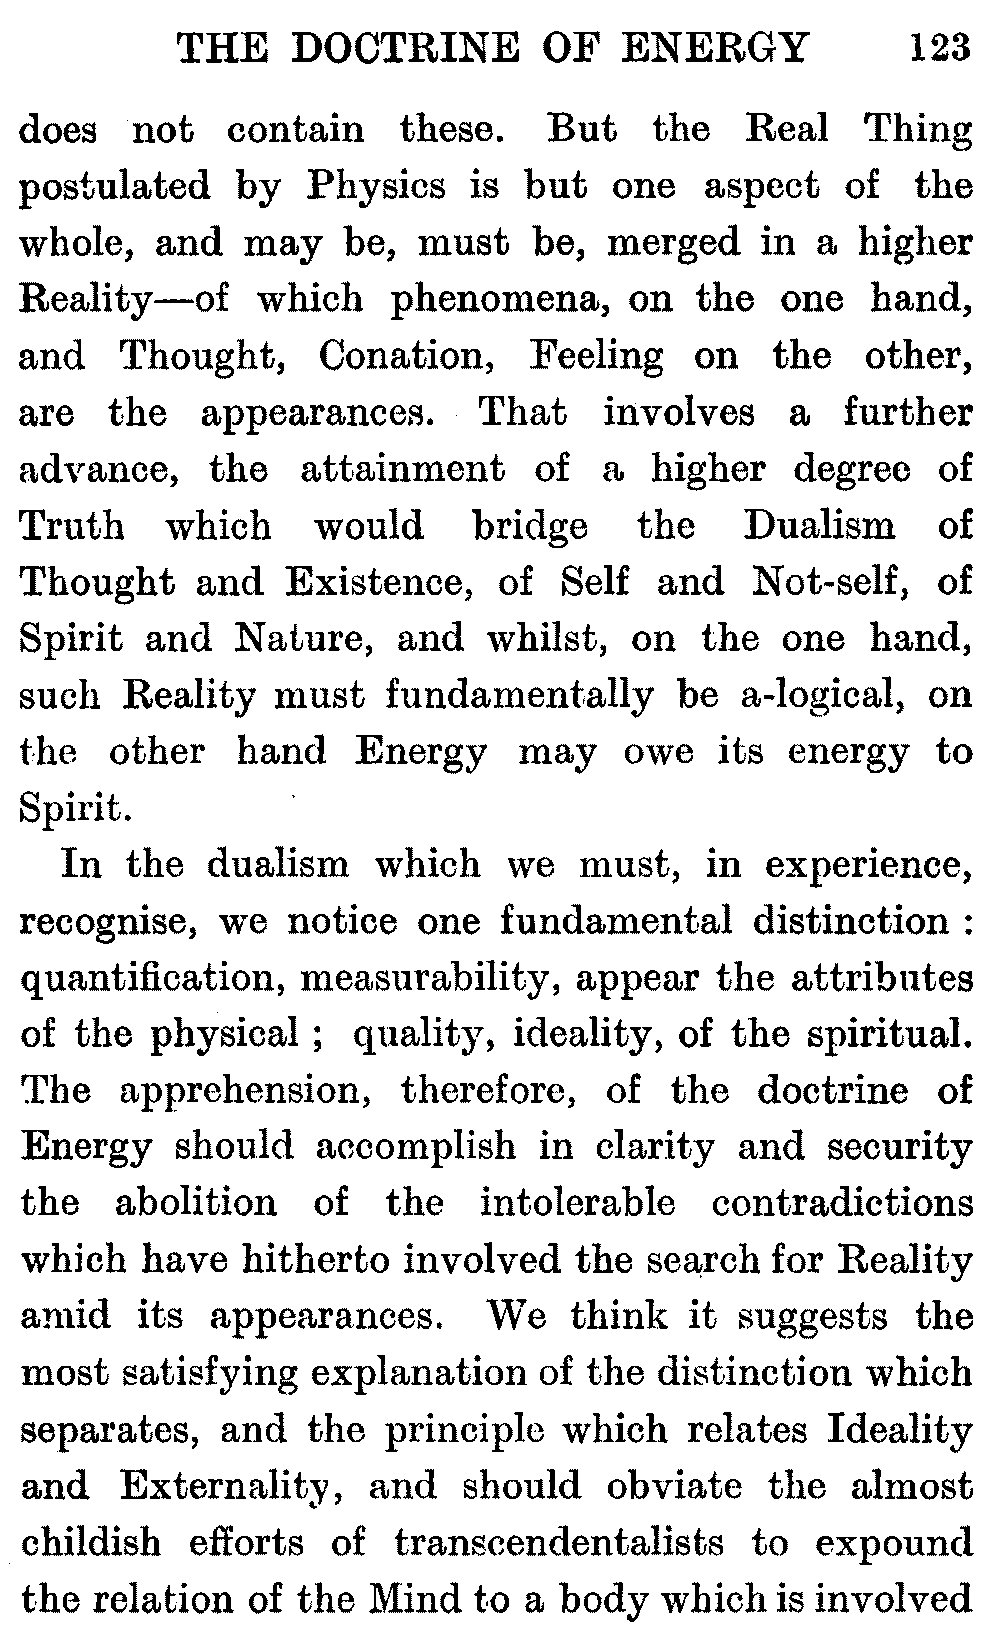 THE DOCTRINE OF ENERGY 123
does not contain these. But the Real Thing
postulated by Physics is but one aspect of the
whole, and may be, must be, merged in a higher
Reality—of which phenomena, on the one hand,
and Thought, Conation, Feeling on the other,
are the appearances. That involves a further
advance, the attainment of a higher degree of
Truth which would bridge the Dualism of
Thought and Existence, of Self and Not-self, of
Spirit and Nature, and whilst, on the one hand,
such Reality must fundamentally be a-logical, on
the other hand Energy may owe its energy to
Spirit.
In the dualism which we must, in experience,
recognise, we notice one fundamental distinction :
quantification, measurability, appear the attributes
of the physical ; quality, ideality, of the spiritual.
The apprehension, therefore, of the doctrine of
Energy should accomplish in clarity and security
the abolition of the intolerable contradictions
which have hitherto involved the search for Reality
amid its appearances. We think it suggests the
most satisfying explanation of the distinction which
separates, and the principle which relates Ideality
and Externality, and should obviate the almost
childish efforts of transcendentalists to expound
the relation of the Mind to a body which is involved